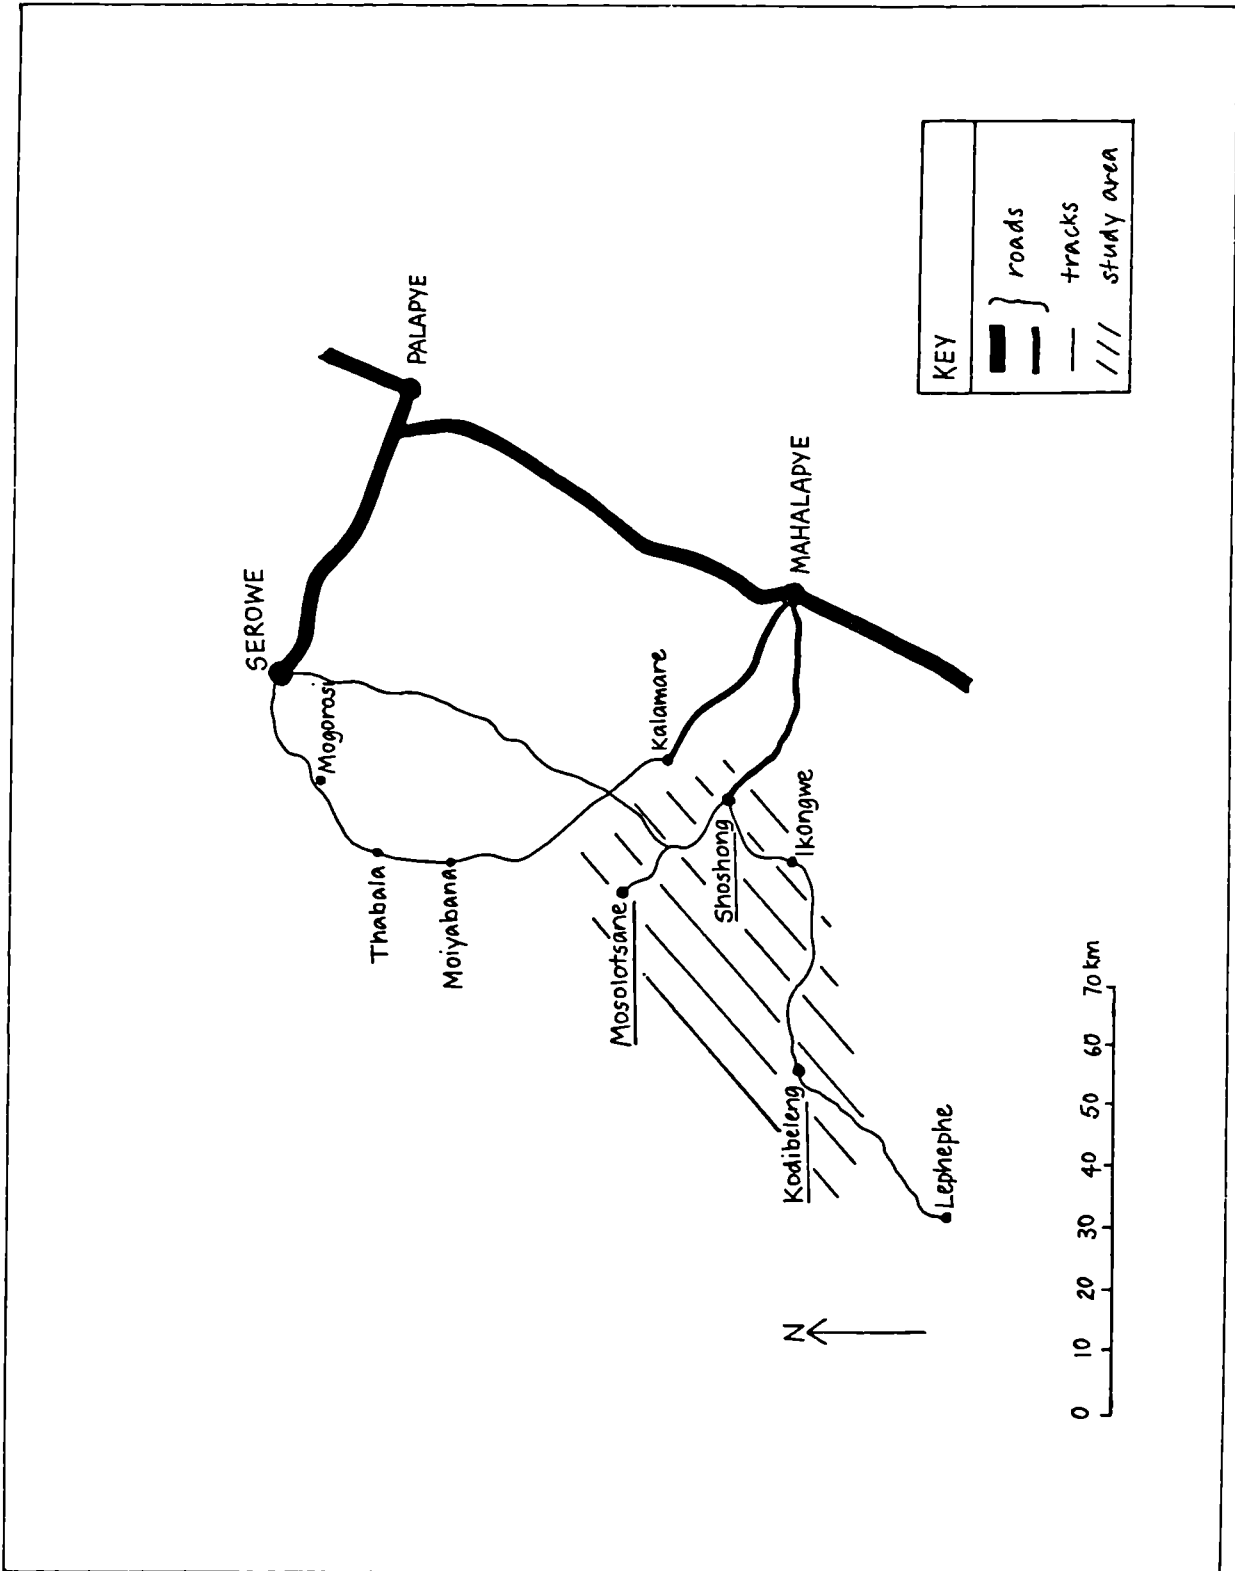 SEROWE
PALAPYE
Mogorosi
Thabala
Moiyabana
Kalamare
MAHALAPYE
Mosolotsane
Shoshong
Ikongwe
Kodibeleng
Lephephe
N
0 10 20 30 40 50 60 70 km
KEY
roads
tracks
study area